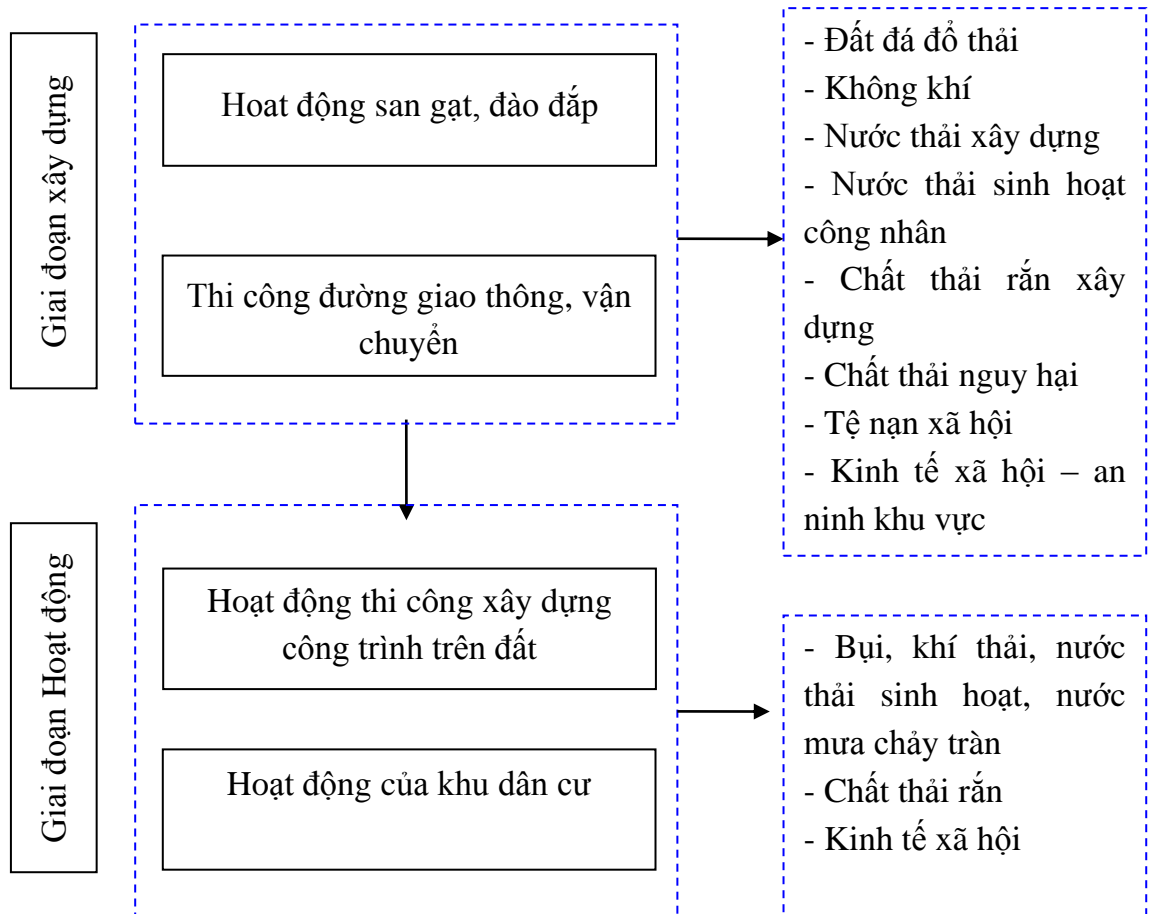 Giai đoạn xây dựng
Hoat động san gạt, đào đắp
Thi công đường giao thông, vận
chuyển
- Đất đá đổ thải
- Không khí
- Nước thải xây dựng
- Nước thải sinh hoạt
công nhân
- Chất thải rắn xây
dựng
- Chất thải nguy hại
- Tệ nạn xã hội
- Kinh tế xã hội – an
ninh khu vực
Giai đoạn Hoạt động
Hoạt động thi công xây dựng
công trình trên đất
Hoạt động của khu dân cư
- Bụi, khí thải, nước
thải sinh hoạt, nước
mưa chảy tràn
- Chất thải rắn
- Kinh tế xã hội